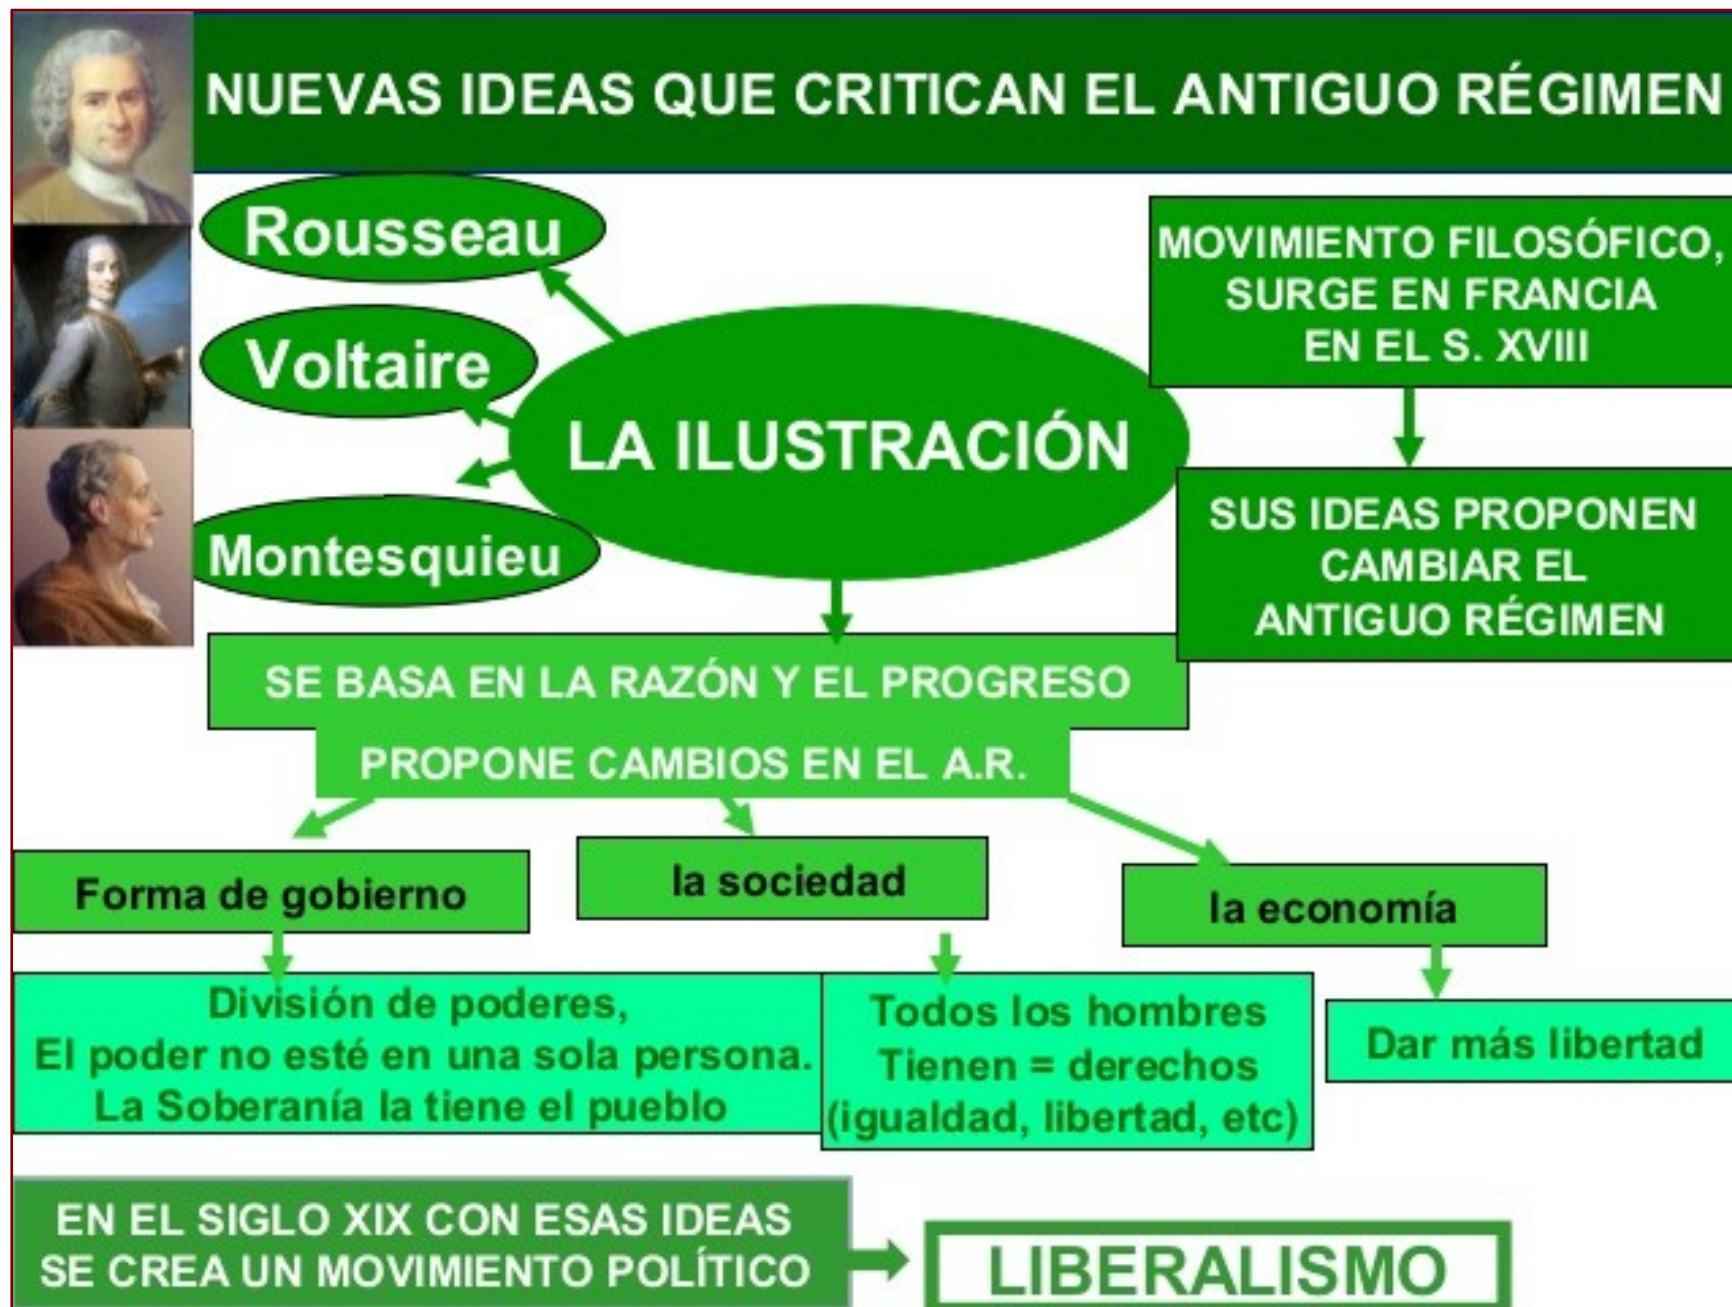 NUEVAS IDEAS QUE CRITICAN EL ANTIGUO RÉGIMEN
Rousseau
Voltaire
Montesquieu
LA ILUSTRACIÓN
MOVIMIENTO FILOSÓFICO,
SURGE EN FRANCIA
EN EL S. XVIII
SUS IDEAS PROPONEN
CAMBIAR EL
ANTIGUO RÉGIMEN
SE BASA EN LA RAZÓN Y EL PROGRESO
PROPONE CAMBIOS EN EL A.R.
Forma de gobierno
División de poderes,
El poder no esté en una sola persona.
La Soberanía la tiene el pueblo
la sociedad
Todos los hombres
Tienen = derechos
(igualdad, libertad, etc)
la economía
Dar más libertad
EN EL SIGLO XIX CON ESAS IDEAS
SE CREA UN MOVIMIENTO POLÍTICO
LIBERALISMO